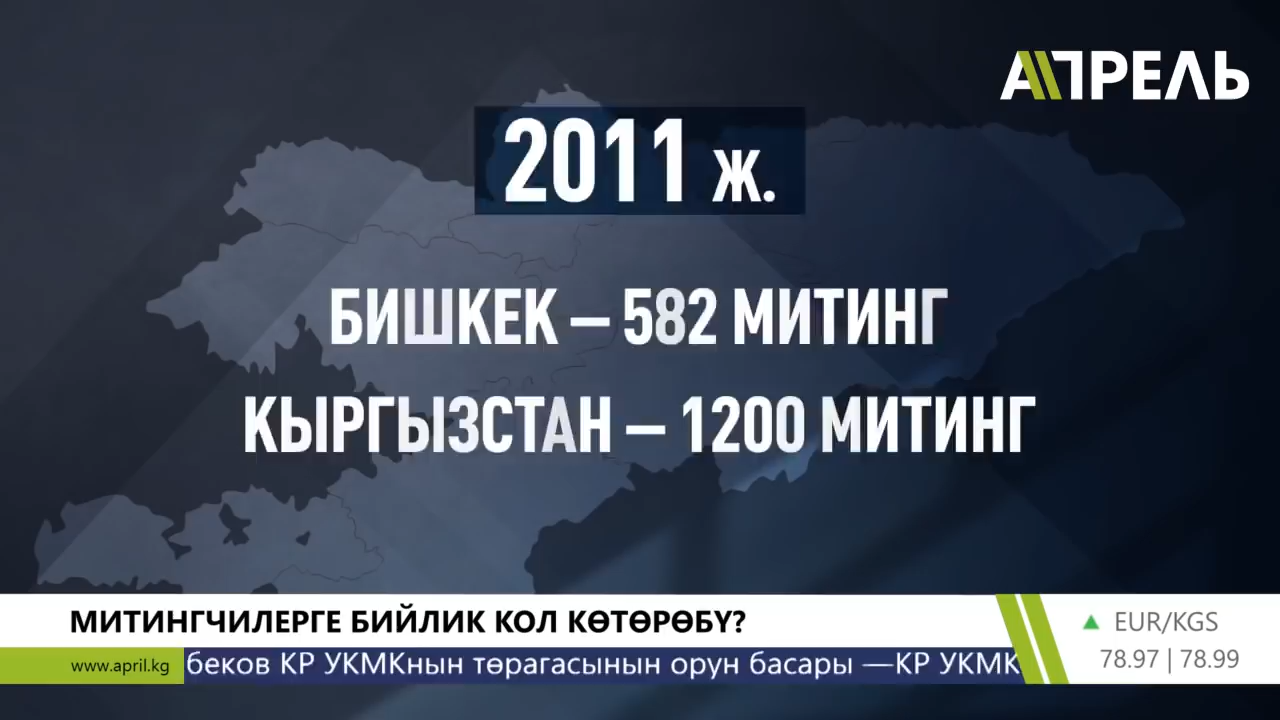 АПРЕЛЬ
2011 ж.
БИШКЕК – 582 МИТИНГ
КЫРГЫЗСТАН – 1200 МИТИНГ
МИТИНГЧИЛЕРГЕ БИЙЛИК КОЛ КӨТӨРӨБҮ?
▲ EUR/KGS
78.97 | 78.99
www.april.kg
беков КР УКМКнын төрагасынын орун басары —КР УКМК